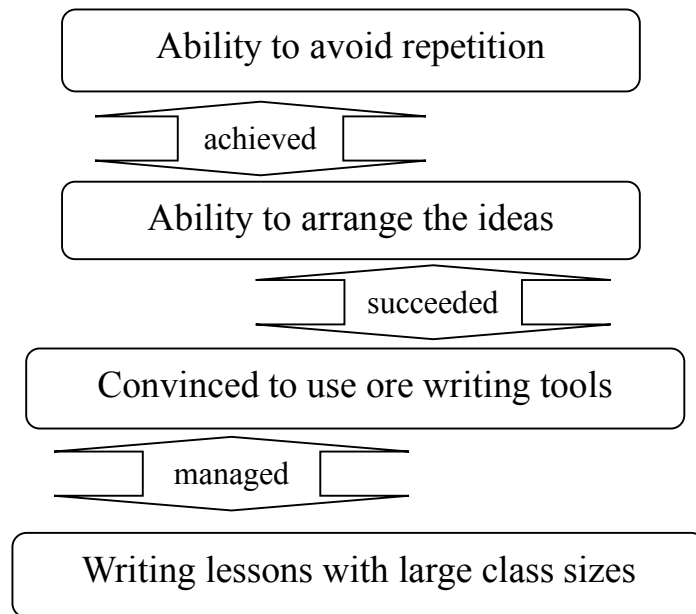 Ability to avoid repetition
achieved
Ability to arrange the ideas
succeeded
Convinced to use ore writing tools
managed
Writing lessons with large class sizes